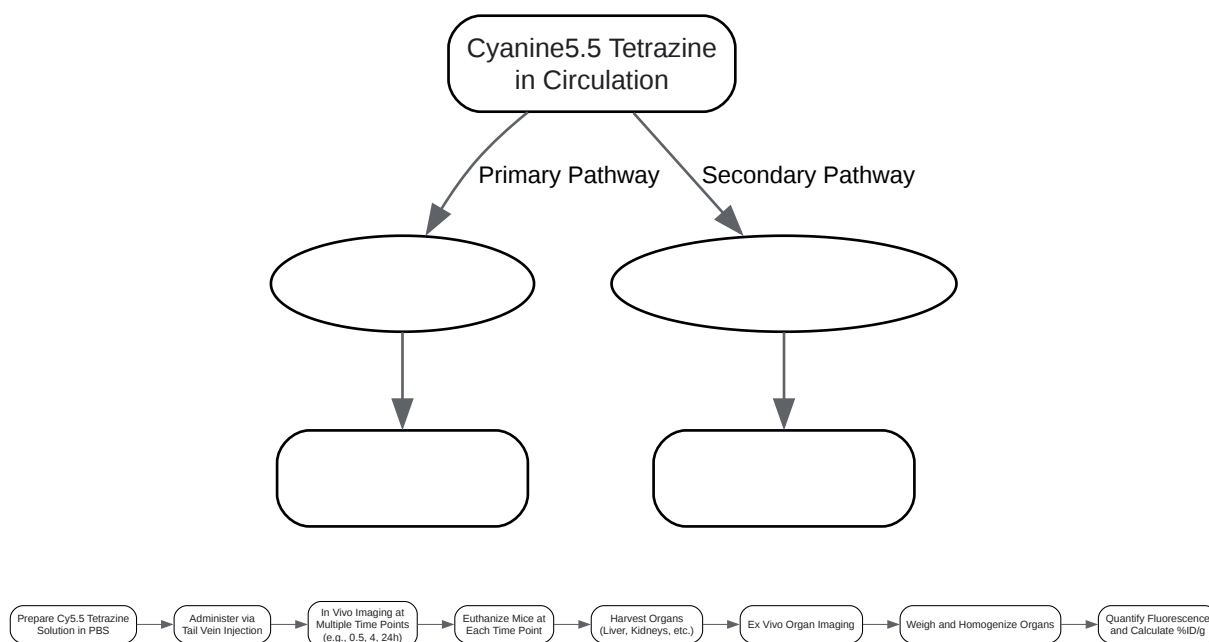 Cyanine5.5 Tetrazine
in Circulation
Primary Pathway
Secondary Pathway
Prepare Cy5.5 Tetrazine
Solution in PBS
Administer via
Tail Vein Injection
In Vivo Imaging at
Multiple Time Points
(e.g., 0.5, 4, 24h)
Euthanize Mice at
Each Time Point
Harvest Organs
(Liver, Kidneys, etc.)
Ex Vivo Organ Imaging
Weigh and Homogenize Organs
Quantify Fluorescence
and Calculate %ID/g